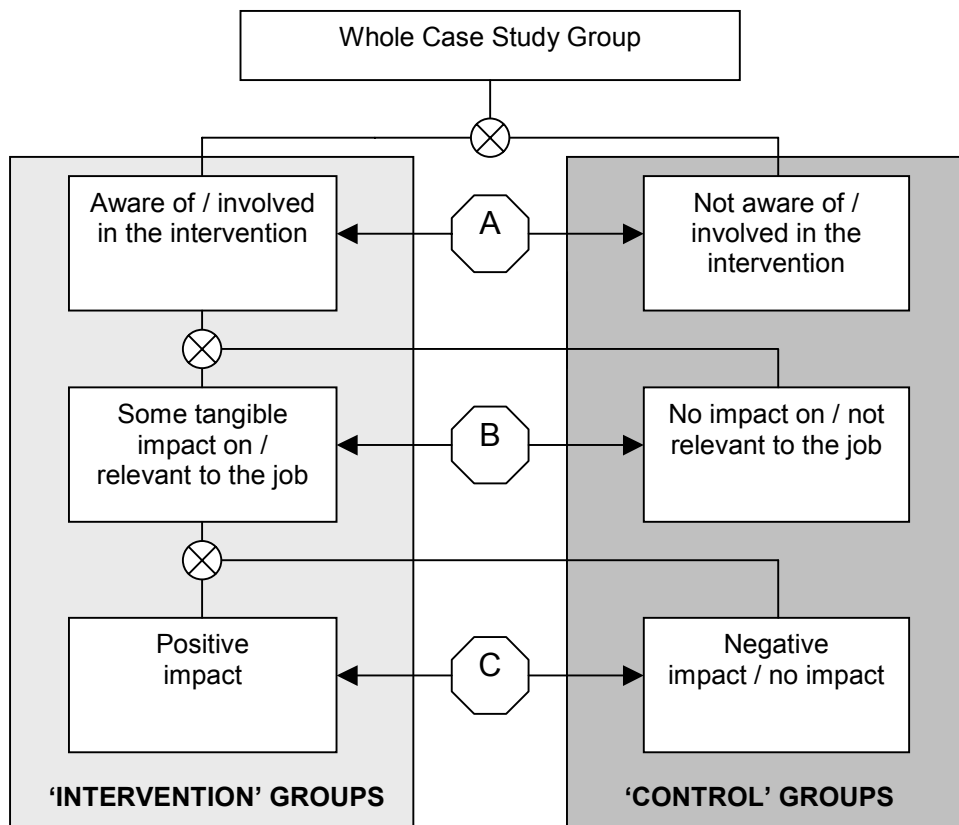 Whole Case Study Group
Aware of / involved
in the intervention
A
Not aware of /
involved in the
intervention
Some tangible
impact on /
relevant to the job
B
No impact on / not
relevant to the job
Positive
impact
C
Negative
impact / no impact
‘INTERVENTION’ GROUPS
‘CONTROL’ GROUPS